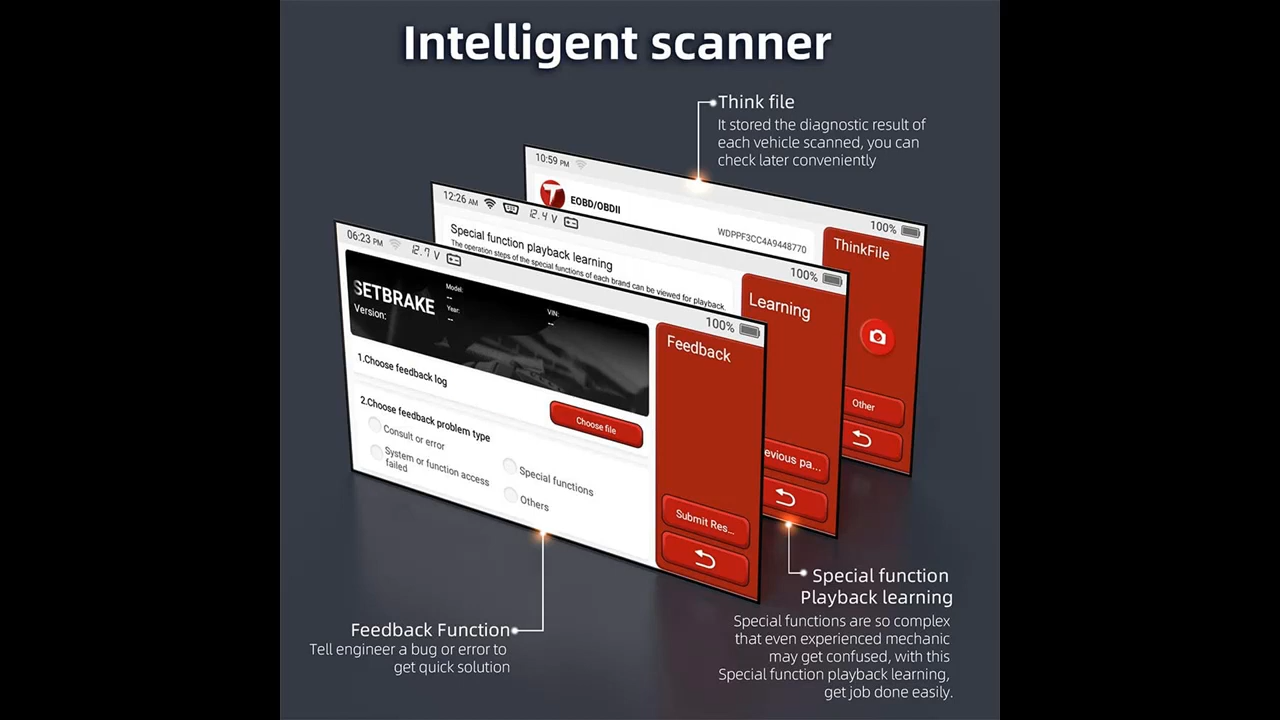 Intelligent scanner
Think file
It stored the diagnostic result of
each vehicle scanned, you can
check later conveniently
10:59 PM
100%
EOBD/OBDII
WDPPF3CC4A9448770
ThinkFile
Other
12:26 AM
12.4 V
100%
Special function playback learning
The operation steps of the special functions of each brand can be viewed for playback.
Learning
evious pa...
06:23 PM
12.7 V
100%
SETBRAKE
Version:
Model:
--
Year:
--
VIN:
--
Feedback
1.Choose feedback log
Choose file
2.Choose feedback problem type
Consult or error
Special functions
System or function access
failed
Others
Submit Res...
Special function
Playback learning
Special functions are so complex
that even experienced mechanic
may get confused, with this
Special function playback learning,
get job done easily.
Feedback Function
Tell engineer a bug or error to
get quick solution